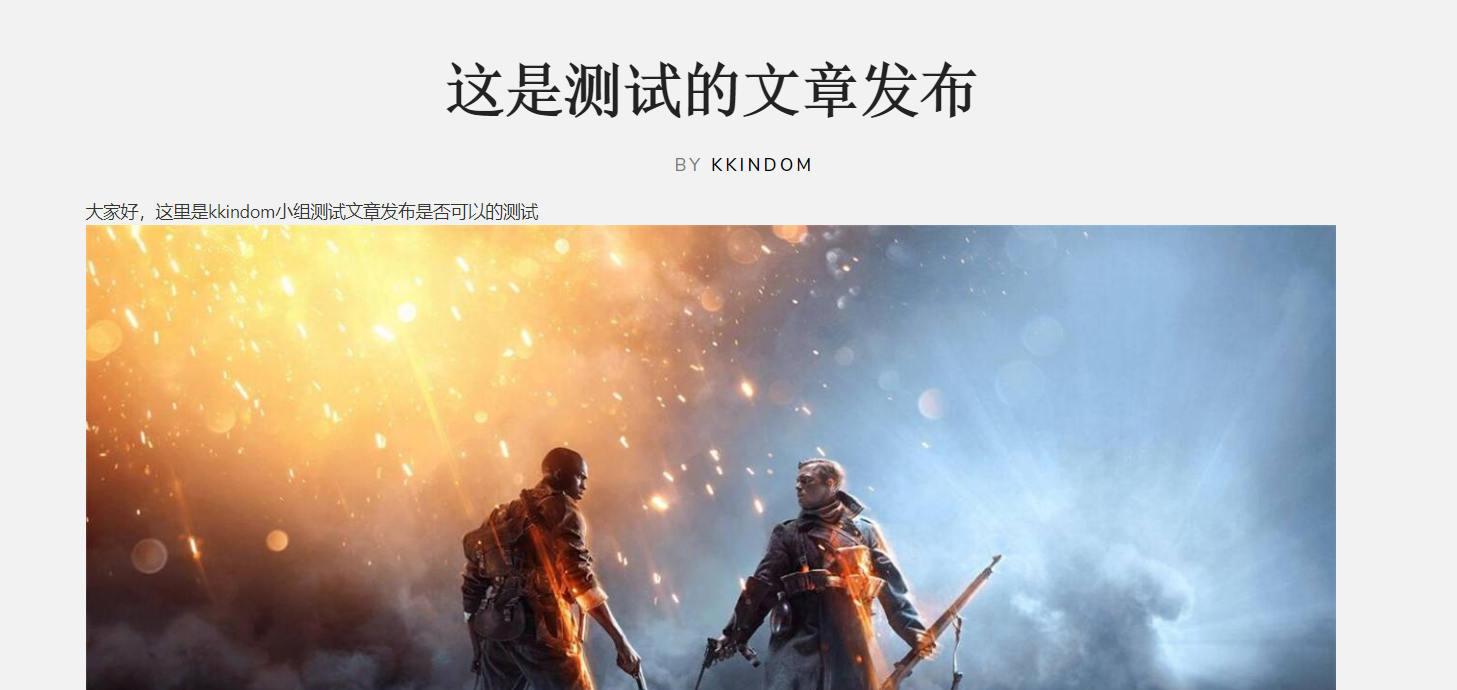 这是测试的文章发布
BY KKINDOM
大家好，这里是kkindom小组测试文章发布是否可以的测试